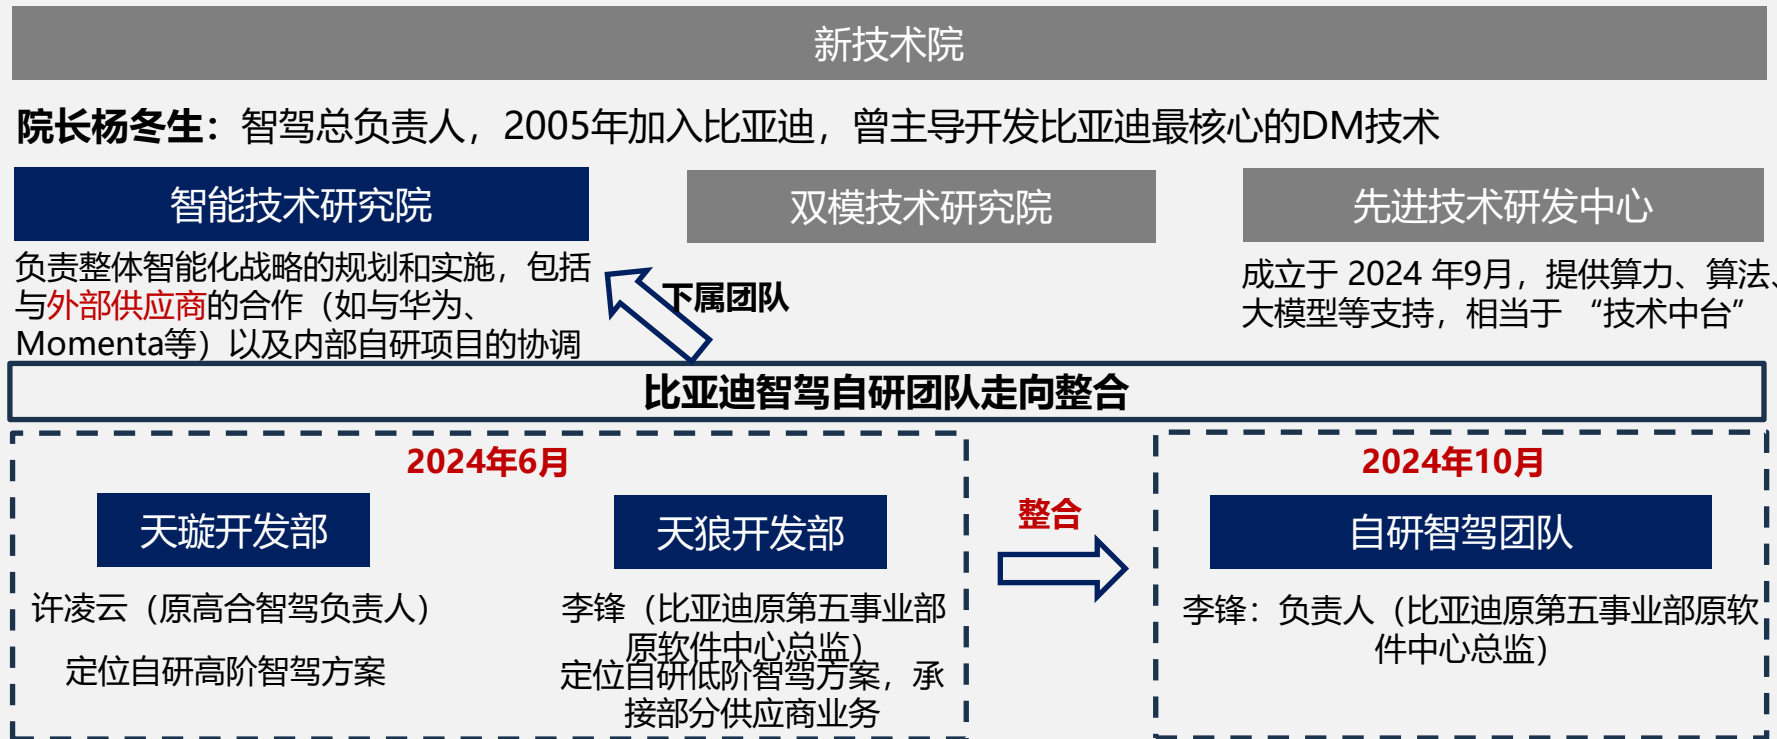 新技术院
院长杨冬生：智驾总负责人，2005年加入比亚迪，曾主导开发比亚迪最核心的DM技术
智能技术研究院
双模技术研究院
先进技术研发中心
负责整体智能化战略的规划和实施，包括
与外部供应商的合作（如与华为、
Momenta等）以及内部自研项目的协调
下属团队
成立于 2024 年9月，提供算力、算法、
大模型等支持，相当于 “技术中台”
比亚迪智驾自研团队走向整合
2024年6月
天璇开发部
许凌云（原高合智驾负责人）
定位自研高阶智驾方案
天狼开发部
李锋（比亚迪原第五事业部
原软件中心总监）
定位自研低阶智驾方案，承
接部分供应商业务
整合
2024年10月
自研智驾团队
李锋：负责人（比亚迪原第五事业部原软
件中心总监）